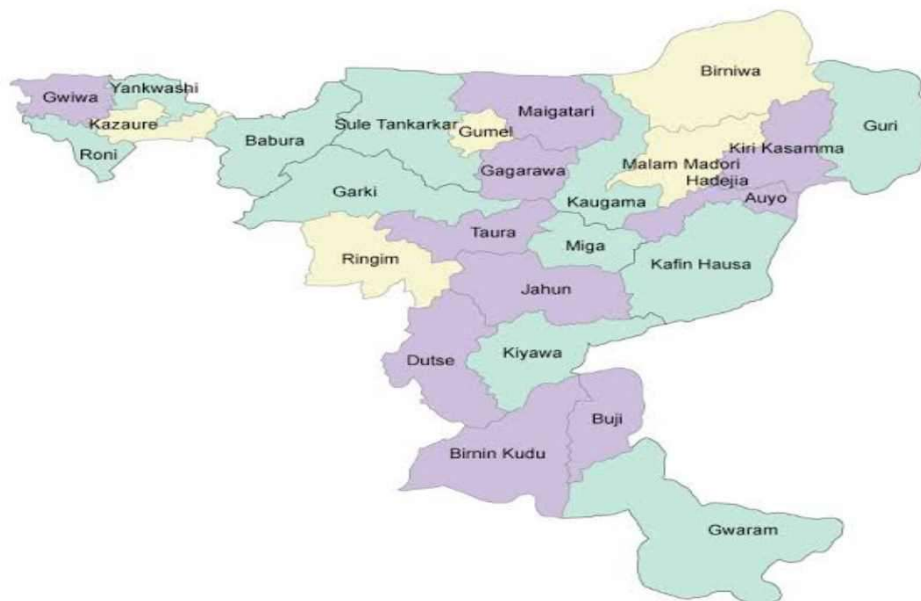 Birniwa
Yankwashi
Gwiwa
Maigatari
Kazaure
Sule Tankarkar
Gumel
Guri
Babura
Roni
Kiri Kasamma
Malam Madori
Gagarawa
Hadejia
Garki
Kaugama
Auyo
Taura
Miga
Ringim
Kafin Hausa
Jahun
Kiyawa
Dutse
Buji
Birnin Kudu
Gwaram